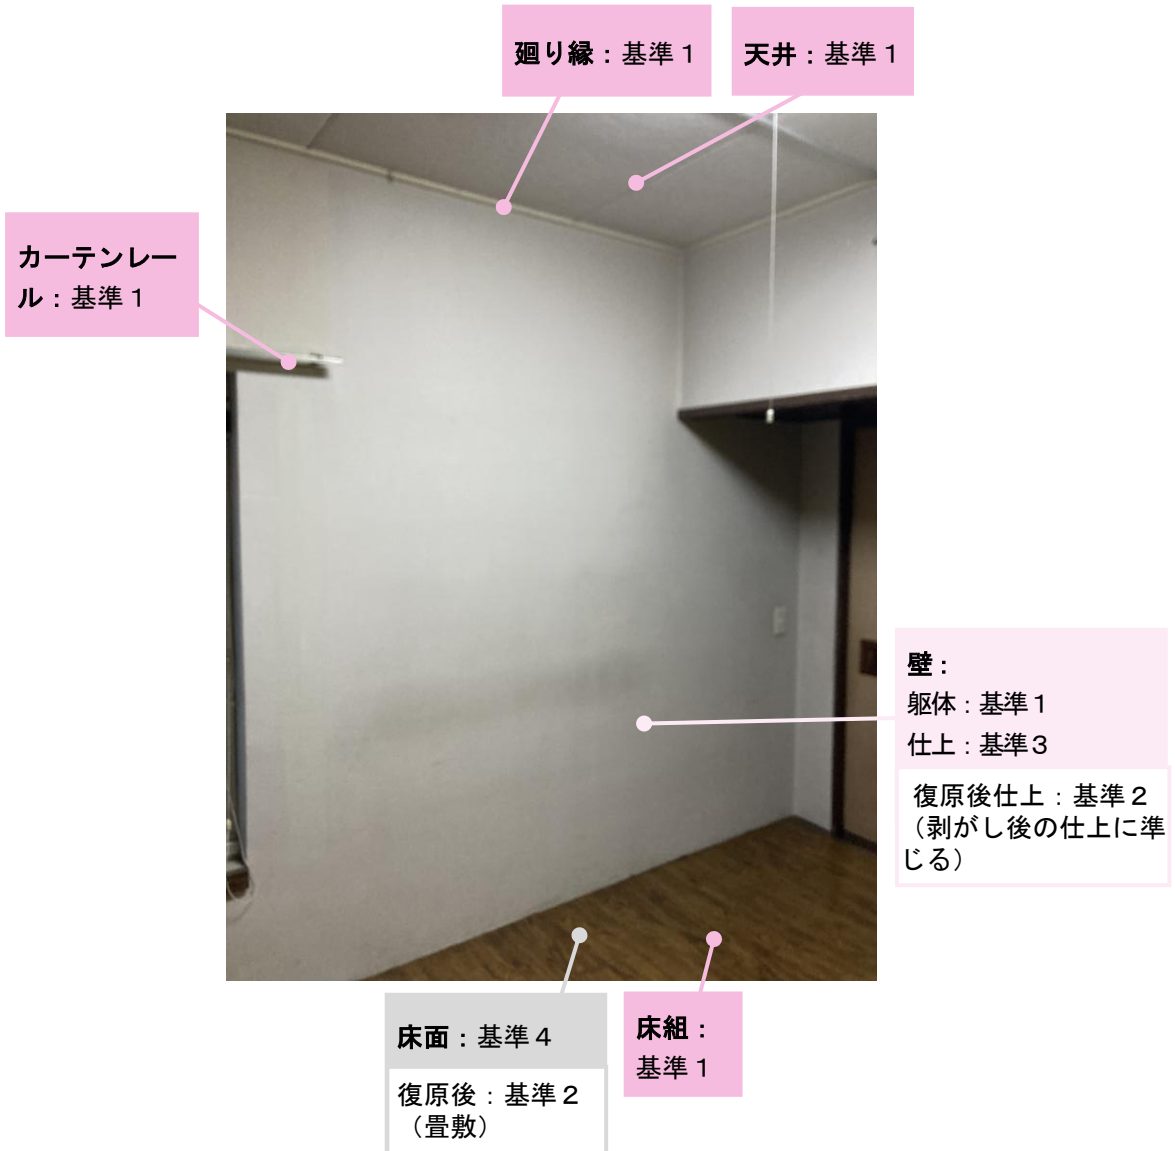 廻り縁：基準１
天井：基準１
カーテンレー
ル：基準１
壁：
躯体：基準１
仕上：基準３
復原後仕上：基準２
（剥がし後の仕上に準
じる）
床面：基準４
復原後：基準２
（畳敷）
床組：
基準１